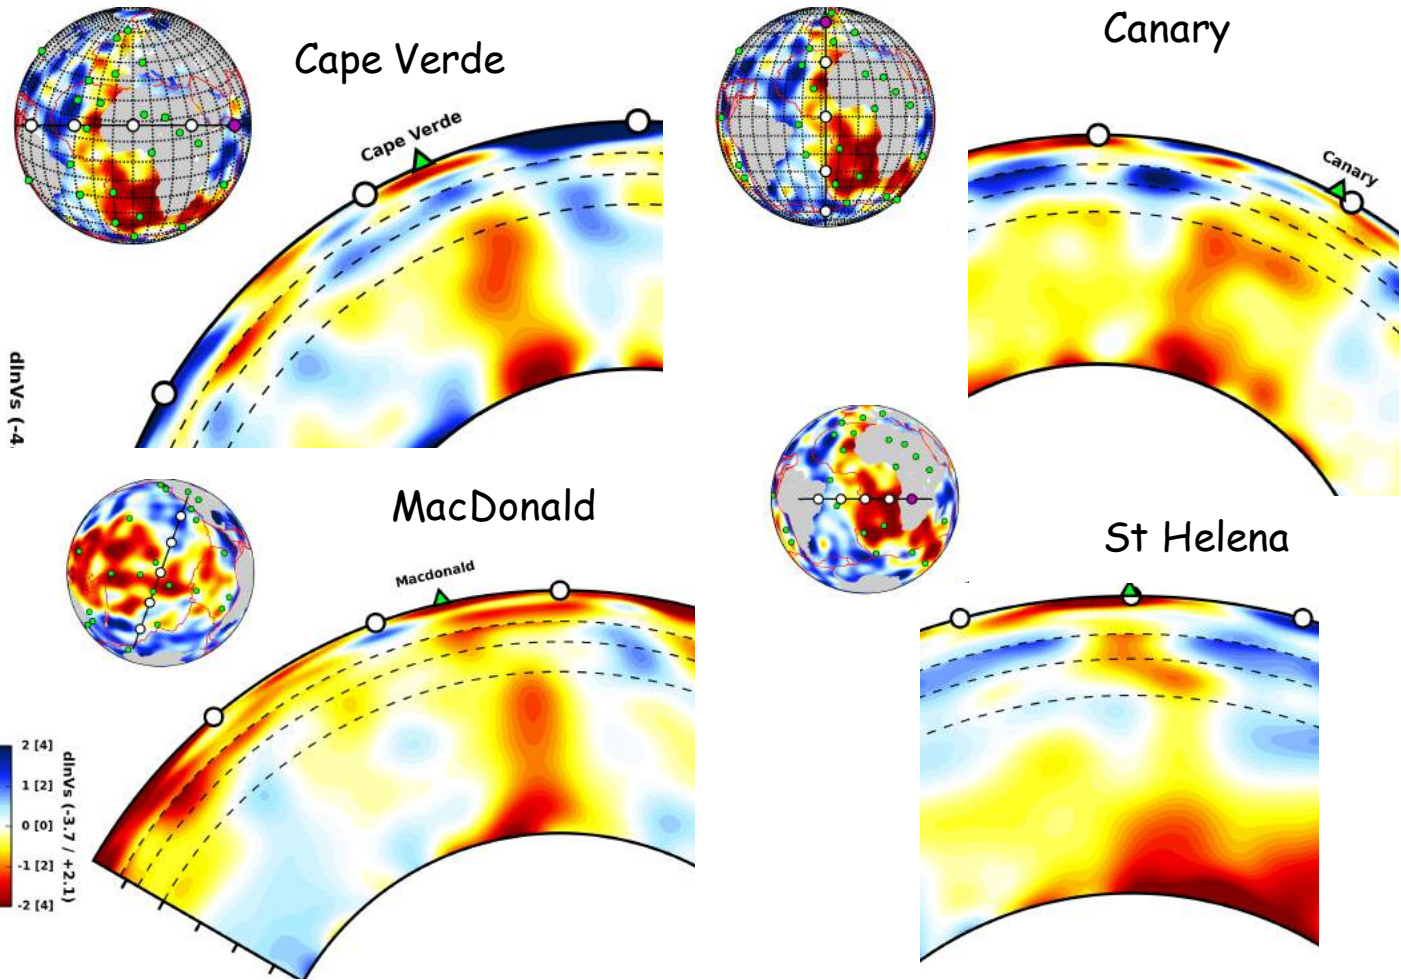 Cape Verde
Canary
Cape Verde
Canary
dlnVs (-4.
MacDonald
St Helena
Macdonald
2 [4]
1 [2]
0 [0]
-1 [2]
-2 [4]
dlnVs (-3.7 / +2.1)